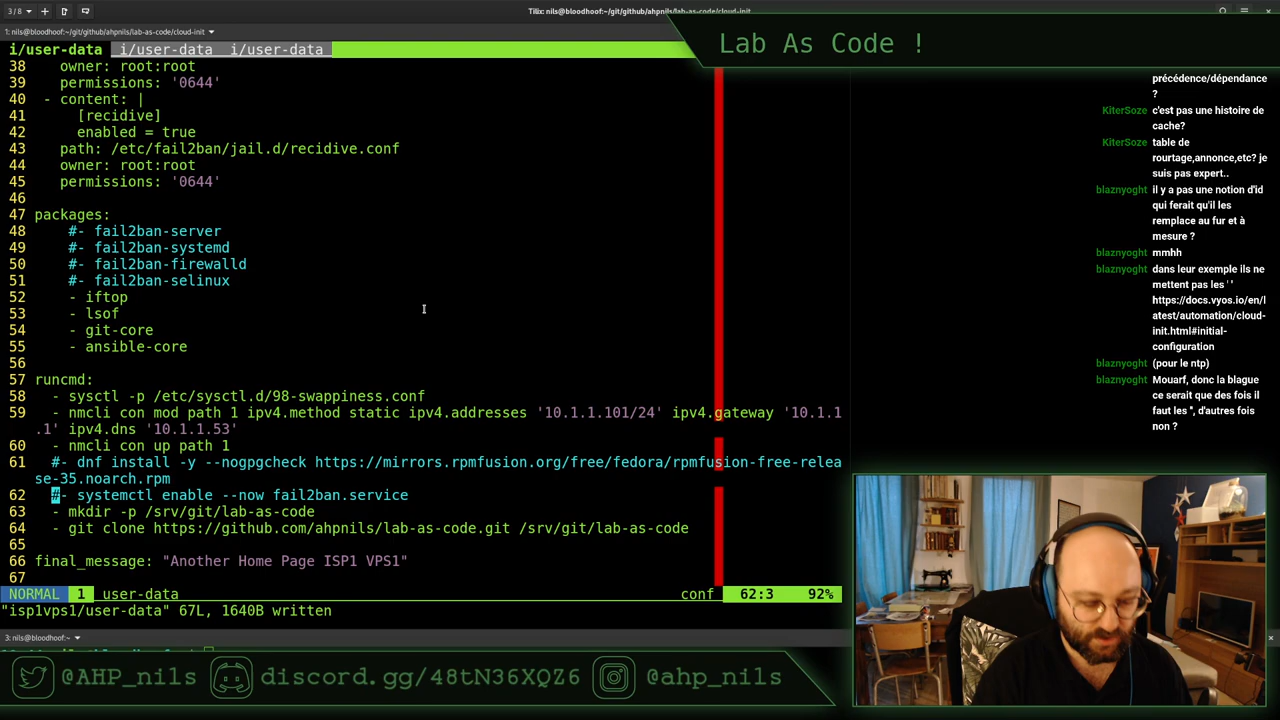 3/8
Tilix: nils@bloodhoof:~/git/github/ahpnils/lab-as-code/cloud-init
1: nils@bloodhoof:~/git/github/ahpnils/lab-as-code/cloud-init
i/user-data i/user-data i/user-data
Lab As Code !
38 owner: root:root
39 permissions: '0644'
40 - content: |
41 [recidive]
42 enabled = true
43 path: /etc/fail2ban/jail.d/recidive.conf
44 owner: root:root
45 permissions: '0644'
46
47 packages:
48 #- fail2ban-server
49 #- fail2ban-systemd
50 #- fail2ban-firewalld
51 #- fail2ban-selinux
52 - iftop
53 - lsof
54 - git-core
55 - ansible-core
56
57 runcmd:
58 - sysctl -p /etc/sysctl.d/98-swappiness.conf
59 - nmcli con mod path 1 ipv4.method static ipv4.addresses '10.1.1.101/24' ipv4.gateway '10.1.1
.1' ipv4.dns '10.1.1.53'
60 - nmcli con up path 1
61 #- dnf install -y --nogpgcheck https://mirrors.rpmfusion.org/free/fedora/rpmfusion-free-relea
se-35.noarch.rpm
62 #- systemctl enable --now fail2ban.service
63 - mkdir -p /srv/git/lab-as-code
64 - git clone https://github.com/ahpnils/lab-as-code.git /srv/git/lab-as-code
65
66 final_message: "Another Home Page ISP1 VPS1"
67
NORMAL 1 user-data conf 62:3 92%
"isp1vps1/user-data" 67L, 1640B written
3: nils@bloodhoof:~
précédence/dépendance
?
KiterSoze c'est pas une histoire de
cache?
KiterSoze table de
rourtage,annonce,etc? je
suis pas expert..
blaznyoght il y a pas une notion d'id
qui ferait qu'il les
remplace au fur et à
mesure ?
blaznyoght mmhh
blaznyoght dans leur exemple ils ne
mettent pas les ' '
https://docs.vyos.io/en/l
atest/automation/cloud-
init.html#initial-
configuration
blaznyoght (pour le ntp)
blaznyoght Mouarf, donc la blague
ce serait que des fois il
faut les '', d'autres fois
non ?
@AHP_nils discord.gg/48tN36XQZ6 @ahp_nils